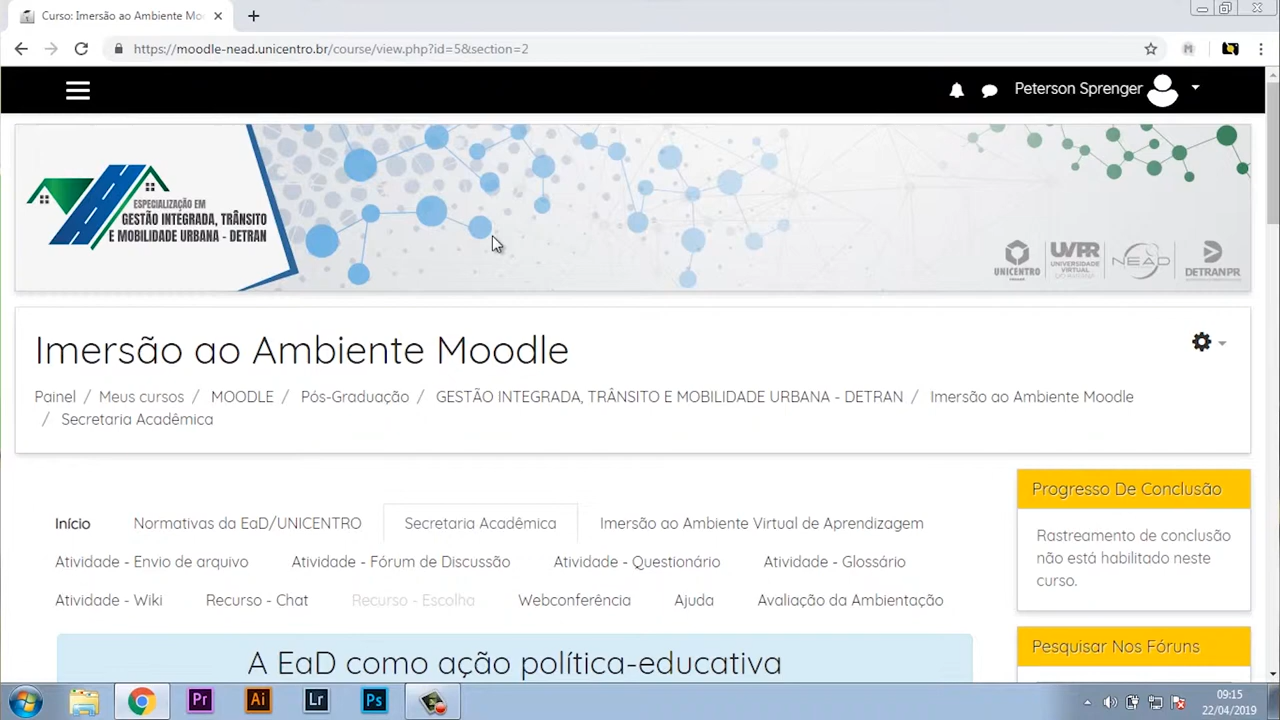 Curso: Imersão ao Ambiente Mo
https://moodle-nead.unicentro.br/course/view.php?id=5&section=2
M
Peterson Sprenger
ESPECIALIZAÇÃO EM
GESTÃO INTEGRADA, TRÂNSITO
E MOBILIDADE URBANA - DETRAN
UNICENTRO
UVPR
UNIVERSIDADE
VIRTUAL
NEAD
DETRANPR
Imersão ao Ambiente Moodle
Painel / Meus cursos / MOODLE / Pós-Graduação / GESTÃO INTEGRADA, TRÂNSITO E MOBILIDADE URBANA - DETRAN / Imersão ao Ambiente Moodle
/ Secretaria Acadêmica
Início Normativas da EaD/UNICENTRO Secretaria Acadêmica Imersão ao Ambiente Virtual de Aprendizagem
Atividade - Envio de arquivo Atividade - Fórum de Discussão Atividade - Questionário Atividade - Glossário
Atividade - Wiki Recurso - Chat Recurso - Escolha Webconferência Ajuda Avaliação da Ambientação
A EaD como ação política-educativa
Progresso De Conclusão
Rastreamento de conclusão
não está habilitado neste
curso.
Pesquisar Nos Fóruns
Pr
Ai
Lr
Ps
09:15
22/04/2019